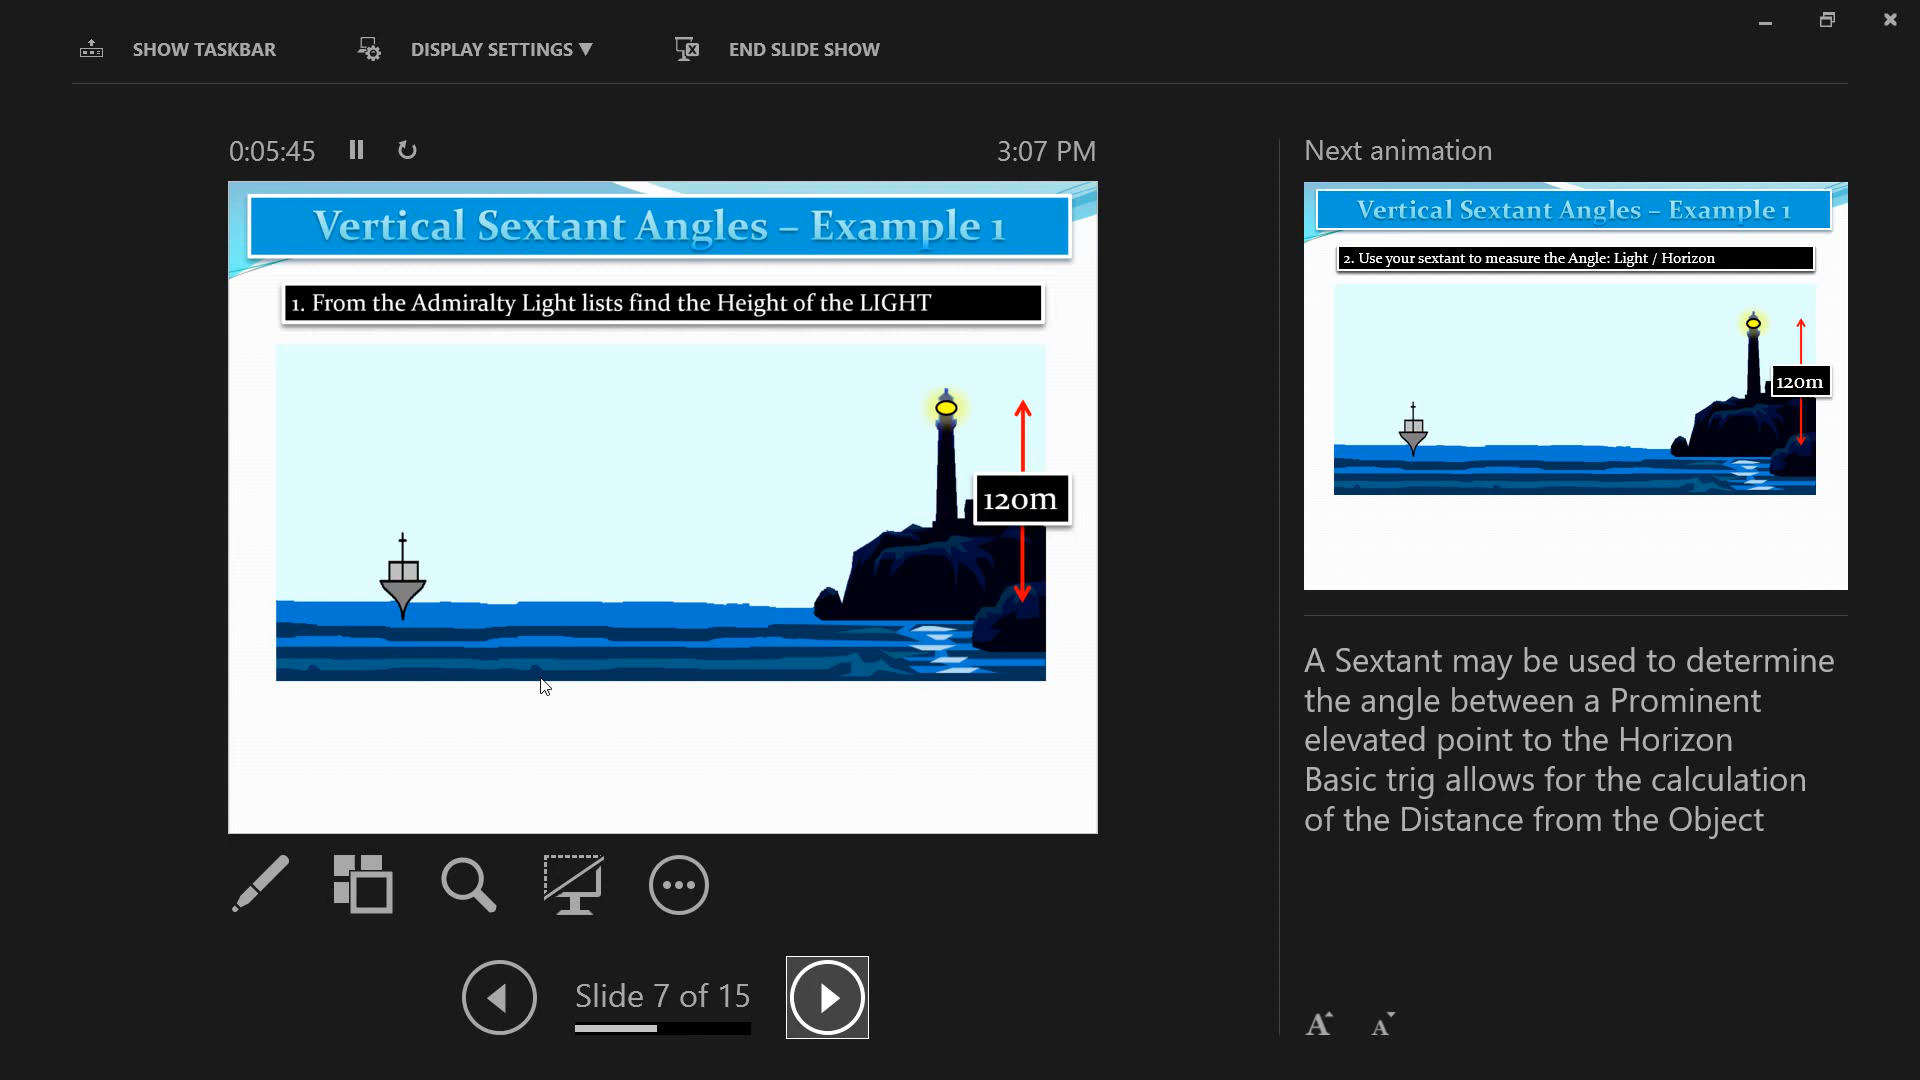 SHOW TASKBAR
DISPLAY SETTINGS ▼
END SLIDE SHOW
0:05:45
3:07 PM
Vertical Sextant Angles – Example 1
1. From the Admiralty Light lists find the Height of the LIGHT
120m
Slide 7 of 15
Next animation
Vertical Sextant Angles – Example 1
2. Use your sextant to measure the Angle: Light / Horizon
120m
A Sextant may be used to determine
the angle between a Prominent
elevated point to the Horizon
Basic trig allows for the calculation
of the Distance from the Object
A A